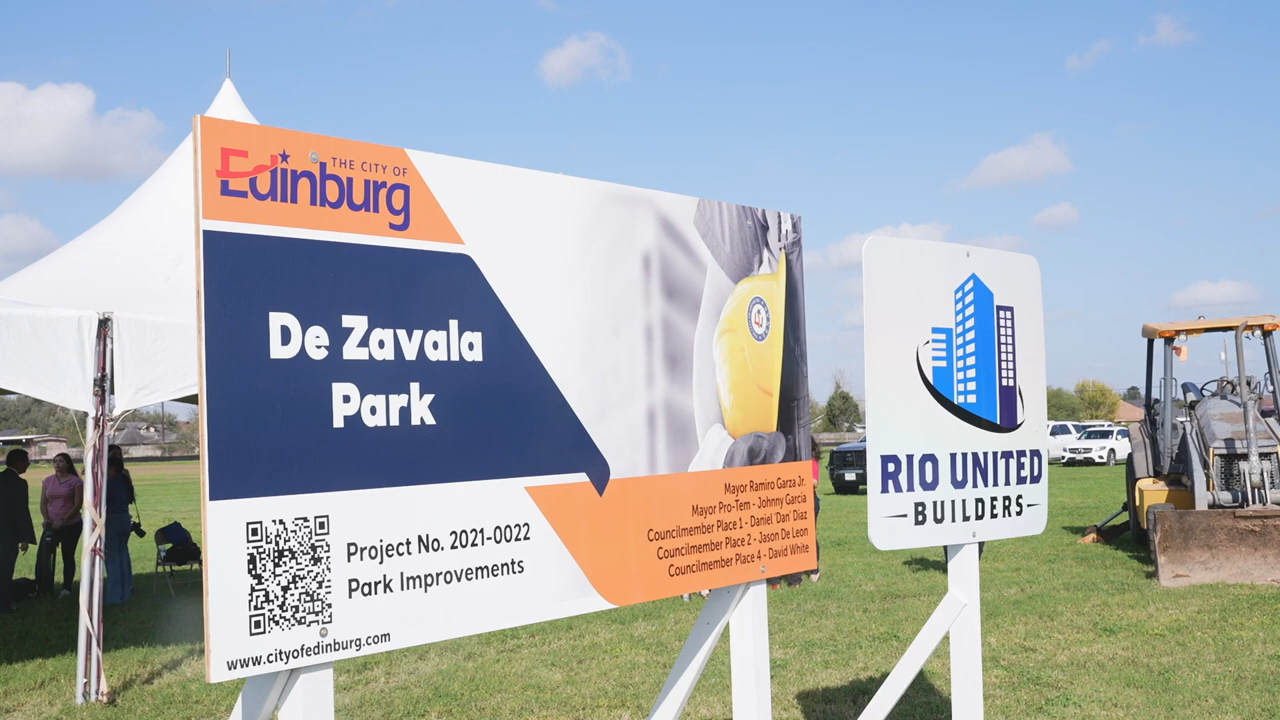 THE CITY OF
Edinburg
De Zavala
Park
Project No. 2021-0022
Park Improvements
www.cityofedinburg.com
Mayor Ramiro Garza Jr.
Mayor Pro-Tem - Johnny Garcia
Councilmember Place 1 - Daniel 'Dan' Diaz
Councilmember Place 2 - Jason De Leon
Councilmember Place 4 - David White
RIO UNITED
BUILDERS